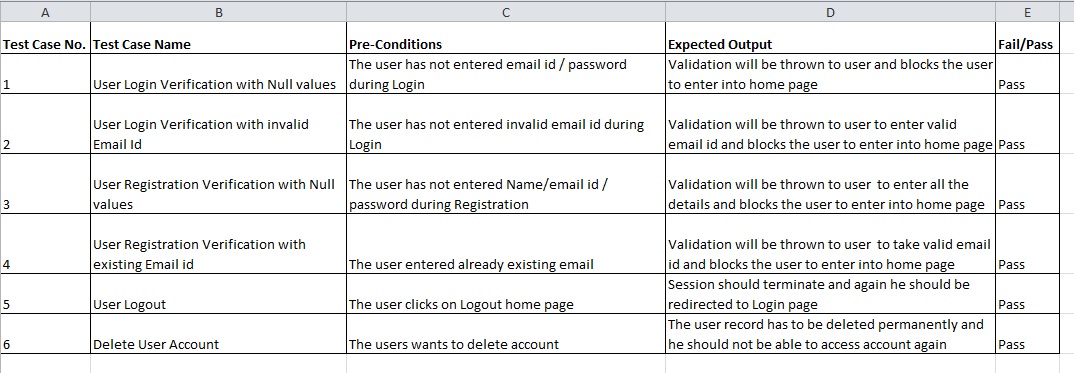 A B C D E
Test Case No. Test Case Name Pre-Conditions Expected Output Fail/Pass
1 User Login Verification with Null values The user has not entered email id / password during Login Validation will be thrown to user and blocks the user to enter into home page Pass
2 User Login Verification with invalid Email Id The user has not entered invalid email id during Login Validation will be thrown to user to enter valid email id and blocks the user to enter into home page Pass
3 User Registration Verification with Null values The user has not entered Name/email id / password during Registration Validation will be thrown to user  to enter all the details and blocks the user to enter into home page Pass
4 User Registration Verification with existing Email id The user entered already existing email Validation will be thrown to user  to take valid email id and blocks the user to enter into home page Pass
5 User Logout The user clicks on Logout home page Session should terminate and again he should be redirected to Login page Pass
6 Delete User Account The users wants to delete account The user record has to be deleted permanently and he should not be able to access account again Pass